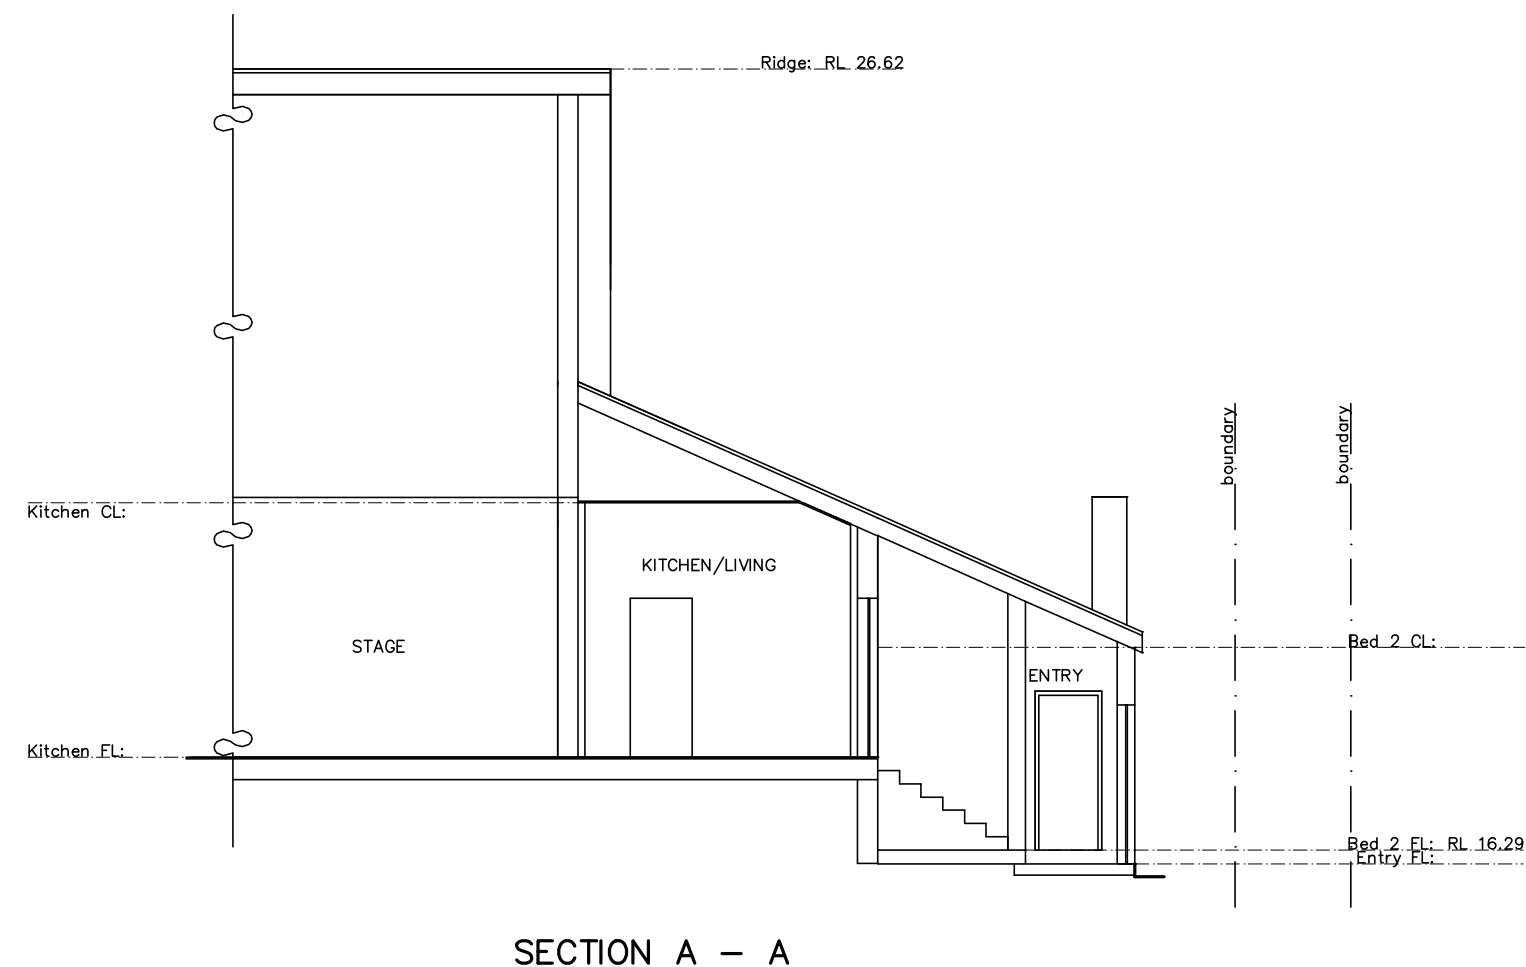 Ridge: RL 26.62
boundary
boundary
Kitchen CL:
KITCHEN/LIVING
STAGE
Bed 2 CL:
ENTRY
Kitchen FL:
Bed 2 FL: RL 16.29
Entry FL:
SECTION A – A